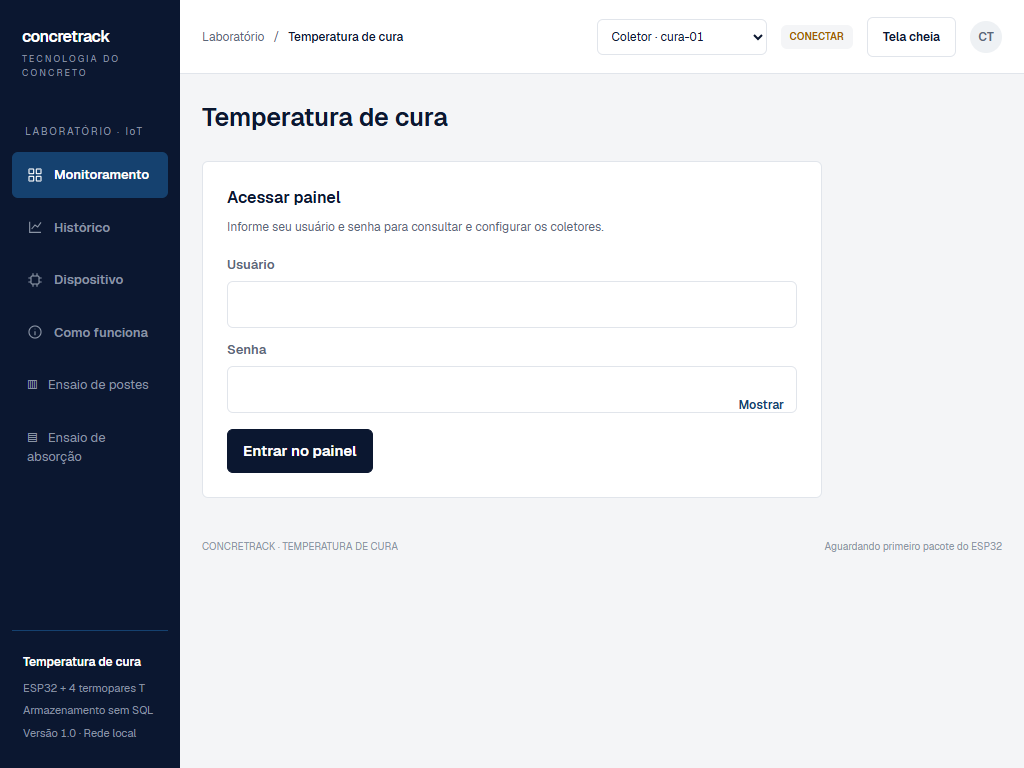 concretrack
TECNOLOGIA DO
CONCRETO
LABORATÓRIO · IoT
Monitoramento
Histórico
Dispositivo
Como funciona
Ensaio de postes
Ensaio de
absorção
Temperatura de cura
ESP32 + 4 termopares T
Armazenamento sem SQL
Versão 1.0 · Rede local
Laboratório / Temperatura de cura
Coletor · cura-01
CONECTAR
Tela cheia
CT
Temperatura de cura
Acessar painel
Informe seu usuário e senha para consultar e configurar os coletores.
Usuário
Senha
Mostrar
Entrar no painel
CONCRETRACK · TEMPERATURA DE CURA
Aguardando primeiro pacote do ESP32